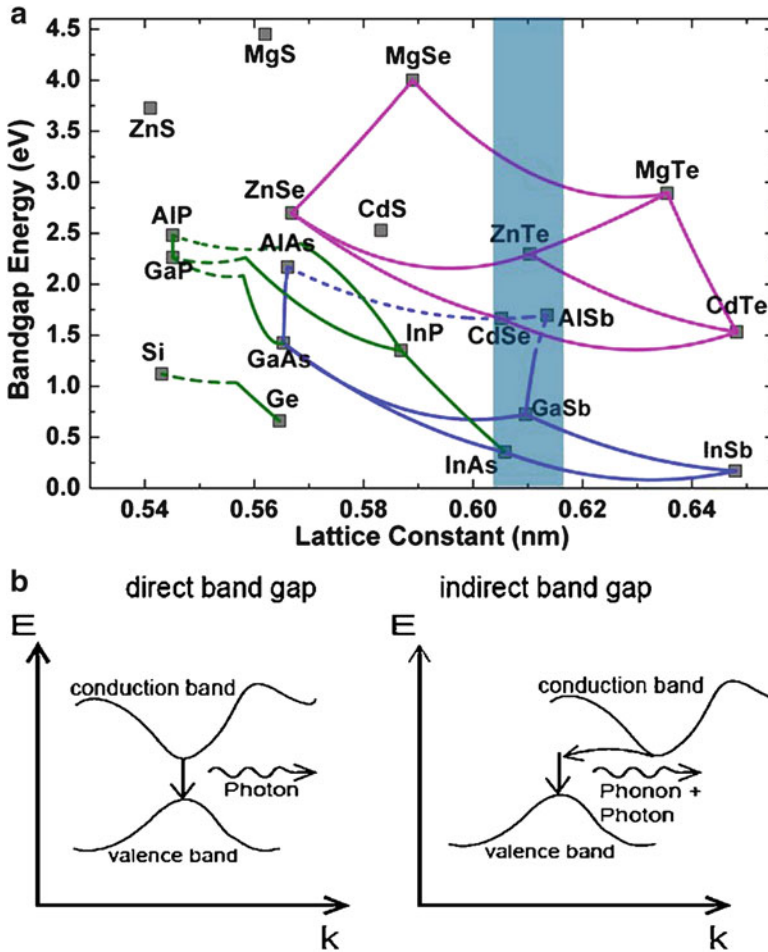 a
4.5
4.0
3.5
3.0
2.5
2.0
1.5
1.0
0.5
0.0
Bandgap Energy (eV)
MgS
MgSe
ZnS
MgTe
ZnSe
CdS
AlP
ZnTe
AlAs
GaP
CdTe
AlSb
CdSe
InP
Si
GaAs
Ge
GaSb
InAs
InSb
0.54 0.56 0.58 0.60 0.62 0.64
Lattice Constant (nm)
b
direct band gap
E
conduction band
Photon
valence band
k
indirect band gap
E
conduction band
Phonon +
Photon
valence band
k